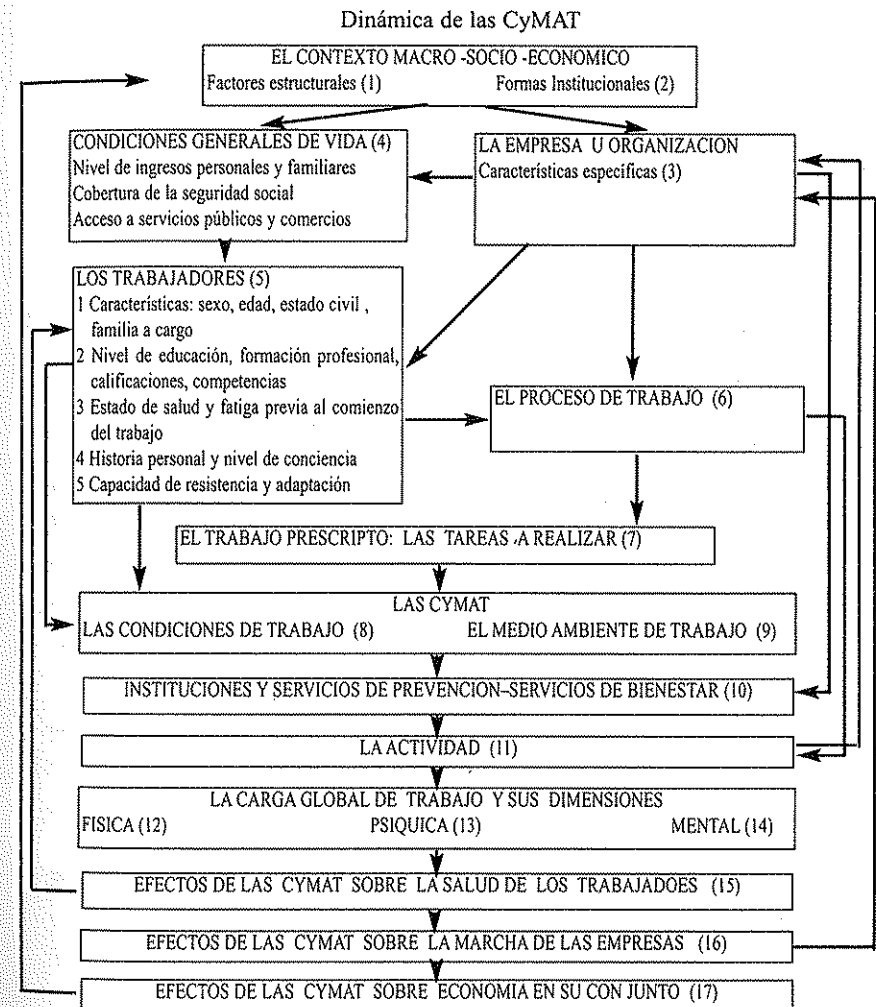 Dinámica de las CyMAT
EL CONTEXTO MACRO -SOCIO -ECONOMICO
Factores estructurales (1) Formas Institucionales (2)
CONDICIONES GENERALES DE VIDA (4)
Nivel de ingresos personales y familiares
Cobertura de la seguridad social
Acceso a servicios públicos y comercios
LA EMPRESA U ORGANIZACION
Características especificas (3)
LOS TRABAJADORES (5)
1 Características: sexo, edad, estado civil ,
familia a cargo
2 Nivel de educación, formación profesional,
calificaciones, competencias
3 Estado de salud y fatiga previa al comienzo
del trabajo
4 Historia personal y nivel de conciencia
5 Capacidad de resistencia y adaptación
EL PROCESO DE TRABAJO (6)
EL TRABAJO PRESCRIPTO: LAS TAREAS A REALIZAR (7)
LAS CYMAT
LAS CONDICIONES DE TRABAJO (8) EL MEDIO AMBIENTE DE TRABAJO (9)
INSTITUCIONES Y SERVICIOS DE PREVENCION–SERVICIOS DE BIENESTAR (10)
LA ACTIVIDAD (11)
LA CARGA GLOBAL DE TRABAJO Y SUS DIMENSIONES
FISICA (12) PSIQUICA (13) MENTAL (14)
EFECTOS DE LAS CYMAT SOBRE LA SALUD DE LOS TRABAJADOES (15)
EFECTOS DE LAS CYMAT SOBRE LA MARCHA DE LAS EMPRESAS (16)
EFECTOS DE LAS CYMAT SOBRE ECONOMIA EN SU CON JUNTO (17)